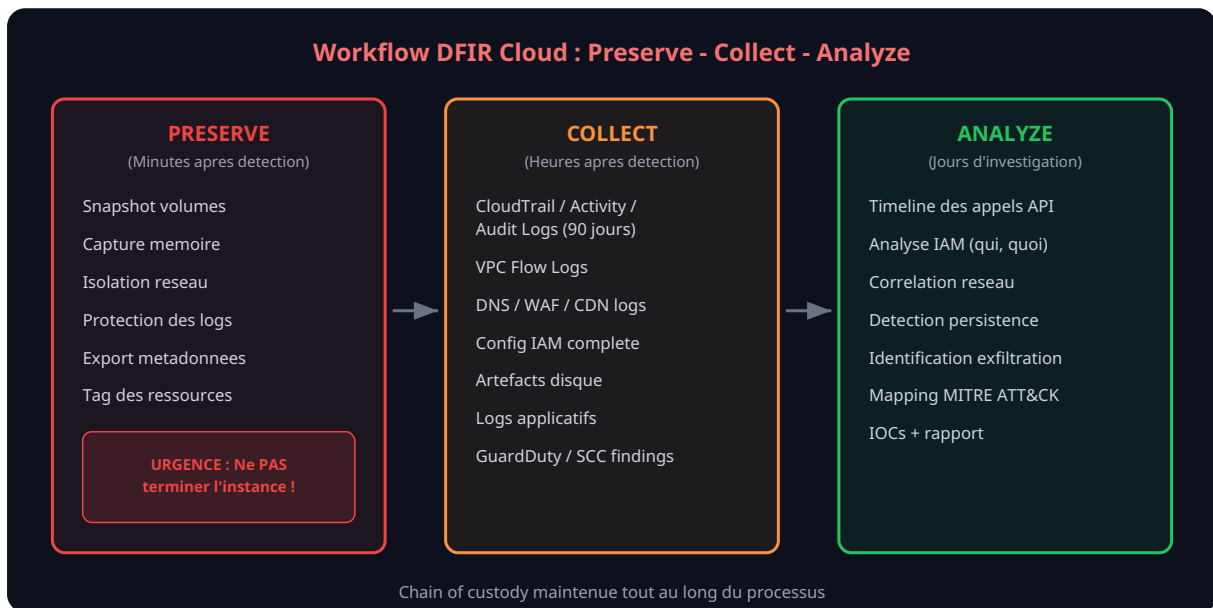 Workflow DFIR Cloud : Preserve - Collect - Analyze
PRESERVE
(Minutes apres detection)
Snapshot volumes
Capture memoire
Isolation reseau
Protection des logs
Export metadonnees
Tag des ressources
URGENCE : Ne PAS
terminer l'instance !
COLLECT
(Heures apres detection)
CloudTrail / Activity /
Audit Logs (90 jours)
VPC Flow Logs
DNS / WAF / CDN logs
Config IAM complete
Artefacts disque
Logs applicatifs
GuardDuty / SCC findings
ANALYZE
(Jours d'investigation)
Timeline des appels API
Analyse IAM (qui, quoi)
Correlation reseau
Detection persistence
Identification exfiltration
Mapping MITRE ATT&CK
IOCs + rapport
Chain of custody maintenue tout au long du processus